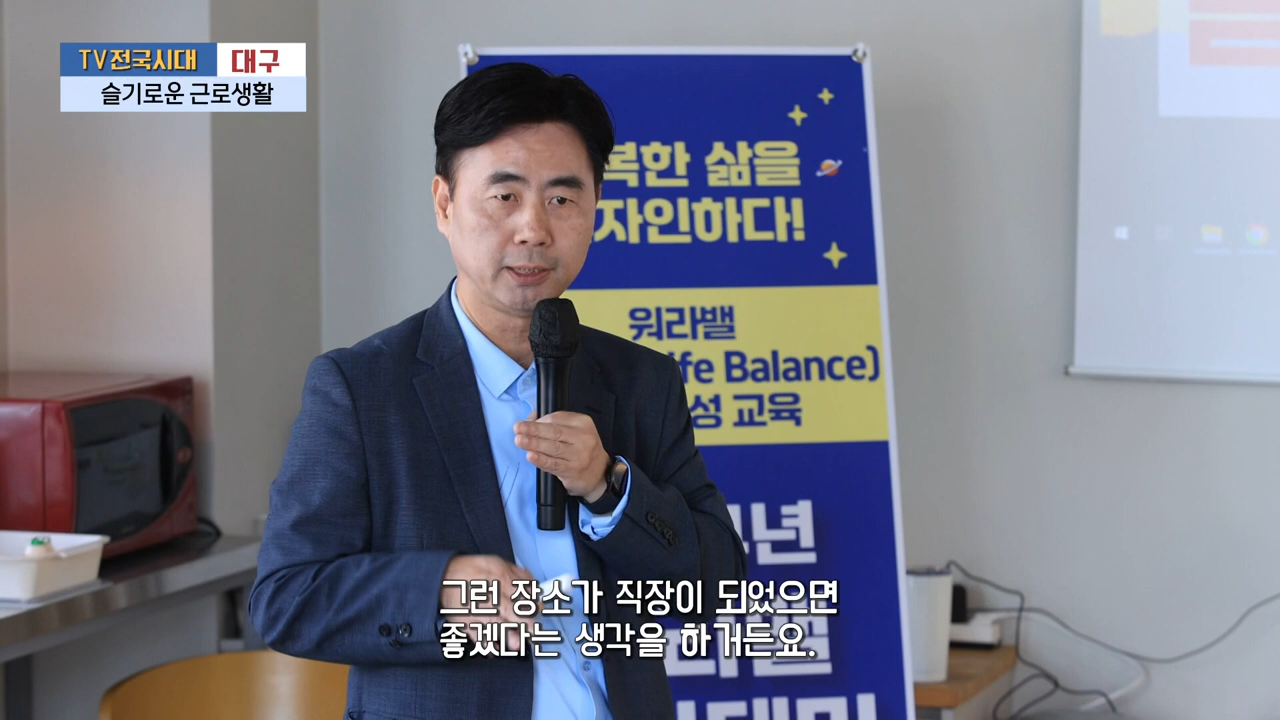 TV전국시대 대구
슬기로운 근로생활
복한 삶을
자인하다!
워라밸
ife Balance)
성 교육
년
그런 장소가 직장이 되었으면
좋겠다는 생각을 하거든요.